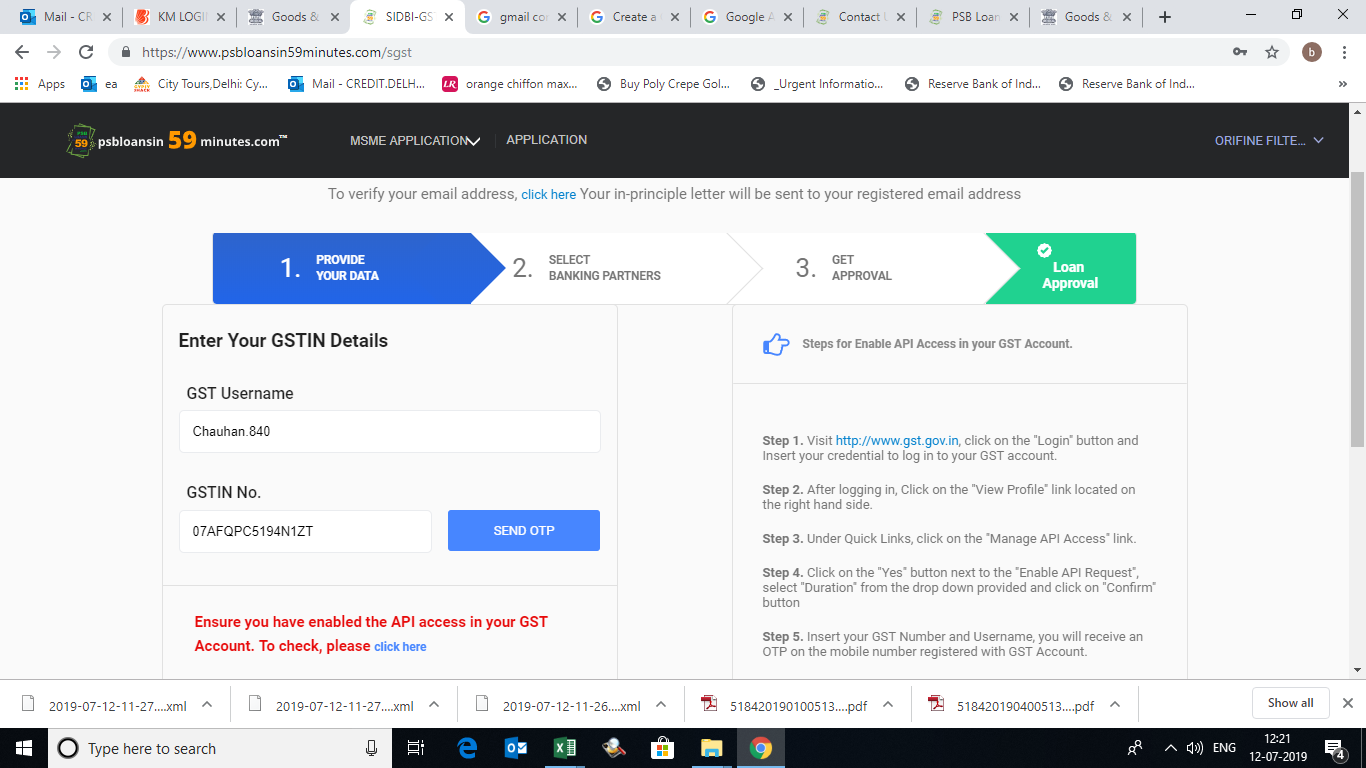 Mail - CR
KM LOGI
Goods &
SIDBI-GS
gmail cor
Create a
Google A
Contact
PSB Loan
Goods &
https://www.psbloansin59minutes.com/sgst
b
Apps
ea
City Tours,Delhi: Cy...
Mail - CREDIT.DELH...
LR
orange chiffon max...
Buy Poly Crepe Gol...
_Urgent Informatio...
Reserve Bank of Ind...
Reserve Bank of Ind...
psbloansin 59 minutes.com™
MSME APPLICATION
APPLICATION
ORIFINE FILTE...
To verify your email address, click here Your in-principle letter will be sent to your registered email address
1. PROVIDE
YOUR DATA
2. SELECT
BANKING PARTNERS
3. GET
APPROVAL
Loan
Approval
Enter Your GSTIN Details
GST Username
Chauhan.840
GSTIN No.
07AFQPC5194N1ZT
SEND OTP
Ensure you have enabled the API access in your GST
Account. To check, please click here
Steps for Enable API Access in your GST Account.
Step 1. Visit http://www.gst.gov.in, click on the "Login" button and
Insert your credential to log in to your GST account.
Step 2. After logging in, Click on the "View Profile" link located on
the right hand side.
Step 3. Under Quick Links, click on the "Manage API Access" link.
Step 4. Click on the "Yes" button next to the "Enable API Request",
select "Duration" from the drop down provided and click on "Confirm"
button
Step 5. Insert your GST Number and Username, you will receive an
OTP on the mobile number registered with GST Account.
2019-07-12-11-27....xml
2019-07-12-11-27....xml
2019-07-12-11-26....xml
518420190100513....pdf
518420190400513....pdf
Show all
Type here to search
ENG
12:21
12-07-2019
4